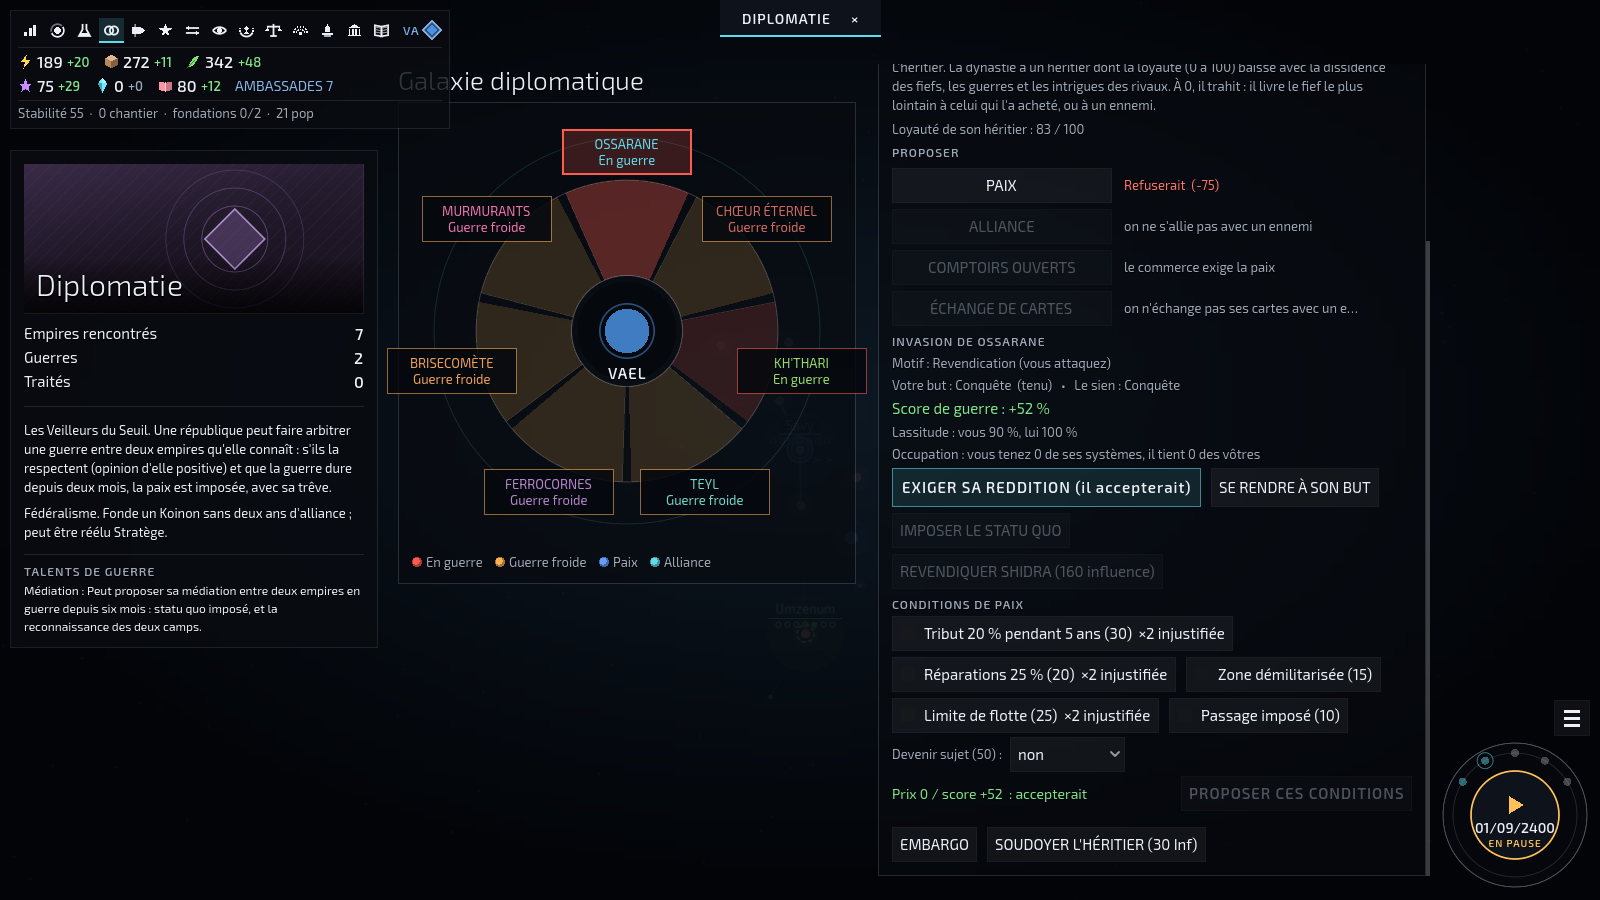 DIPLOMATIE ×
VA
189 +20 272 +11 342 +48
75 +29 0 +0 80 +12 AMBASSADES 7
Stabilité 55 · 0 chantier · fondations 0/2 · 21 pop
Diplomatie
Empires rencontrés 7
Guerres 2
Traités 0
Les Veilleurs du Seuil. Une république peut faire arbitrer
une guerre entre deux empires qu'elle connaît : s'ils la
respectent (opinion d'elle positive) et que la guerre dure
depuis deux mois, la paix est imposée, avec sa trêve.
Fédéralisme. Fonde un Koinon sans deux ans d'alliance ;
peut être réélu Stratège.
TALENTS DE GUERRE
Médiation : Peut proposer sa médiation entre deux empires en
guerre depuis six mois : statu quo imposé, et la
reconnaissance des deux camps.
Galaxie diplomatique
OSSARANE
En guerre
MURMURANTS
Guerre froide
CHŒUR ÉTERNEL
Guerre froide
BRISECOMÈTE
Guerre froide
KH'THARI
En guerre
VAEL
FERROCORNES
Guerre froide
TEYL
Guerre froide
En guerre Guerre froide Paix Alliance
Umzenum
L'héritier. La dynastie a un héritier dont la loyauté (0 à 100) baisse avec la dissidence
des fiefs, les guerres et les intrigues des rivaux. À 0, il trahit : il livre le fief le plus
lointain à celui qui l'a acheté, ou à un ennemi.
Loyauté de son héritier : 83 / 100
PROPOSER
PAIX Refuserait (-75)
ALLIANCE on ne s'allie pas avec un ennemi
COMPTOIRS OUVERTS le commerce exige la paix
ÉCHANGE DE CARTES on n'échange pas ses cartes avec un e...
INVASION DE OSSARANE
Motif : Revendication (vous attaquez)
Votre but : Conquête (tenu) • Le sien : Conquête
Score de guerre : +52 %
Lassitude : vous 90 %, lui 100 %
Occupation : vous tenez 0 de ses systèmes, il tient 0 des vôtres
EXIGER SA REDDITION (il accepterait) SE RENDRE À SON BUT
IMPOSER LE STATU QUO
REVENDIQUER SHIDRA (160 influence)
CONDITIONS DE PAIX
Tribut 20 % pendant 5 ans (30) ×2 injustifiée
Réparations 25 % (20) ×2 injustifiée Zone démilitarisée (15)
Limite de flotte (25) ×2 injustifiée Passage imposé (10)
Devenir sujet (50) : non
Prix 0 / score +52 : accepterait PROPOSER CES CONDITIONS
EMBARGO SOUDOYER L'HÉRITIER (30 Inf)
01/09/2400
EN PAUSE